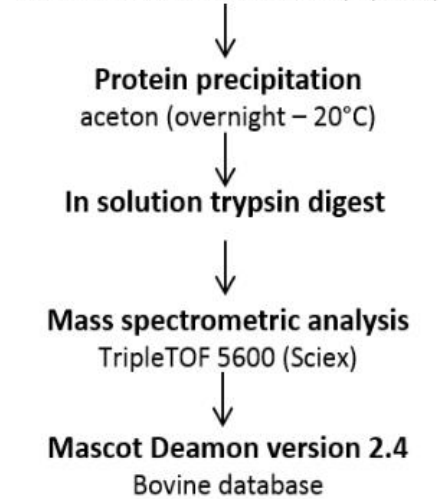 Protein precipitation
aceton (overnight – 20°C)
In solution trypsin digest
Mass spectrometric analysis
TripleTOF 5600 (Sciex)
Mascot Deamon version 2.4
Bovine database